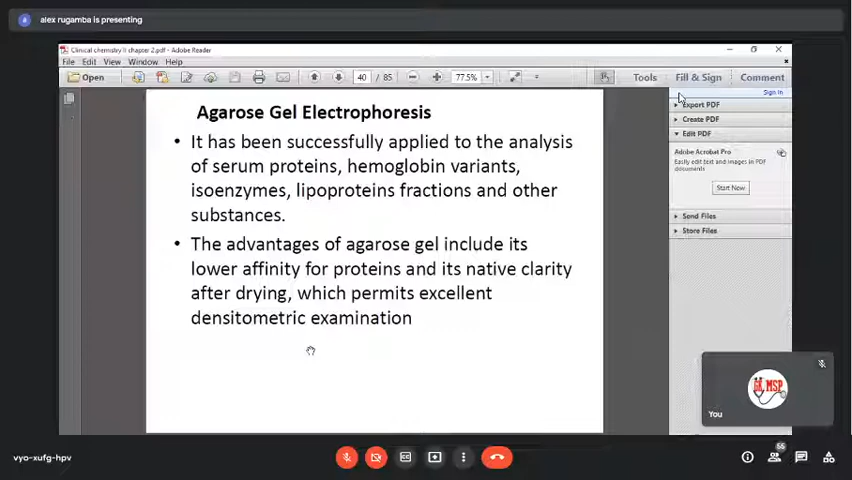 alex rugamba is presenting
Clinical chemistry II chapter 2.pdf - Adobe Reader
File Edit View Window Help
Open 40 / 85 77.5% Tools Fill & Sign Comment
Sign In
Agarose Gel Electrophoresis
• It has been successfully applied to the analysis
of serum proteins, hemoglobin variants,
isoenzymes, lipoproteins fractions and other
substances.
• The advantages of agarose gel include its
lower affinity for proteins and its native clarity
after drying, which permits excellent
densitometric examination
Export PDF
Create PDF
Edit PDF
Adobe Acrobat Pro
Easily edit text and images in PDF
documents
Start Now
Send Files
Store Files
MSP
You
vyo-xufg-hpv